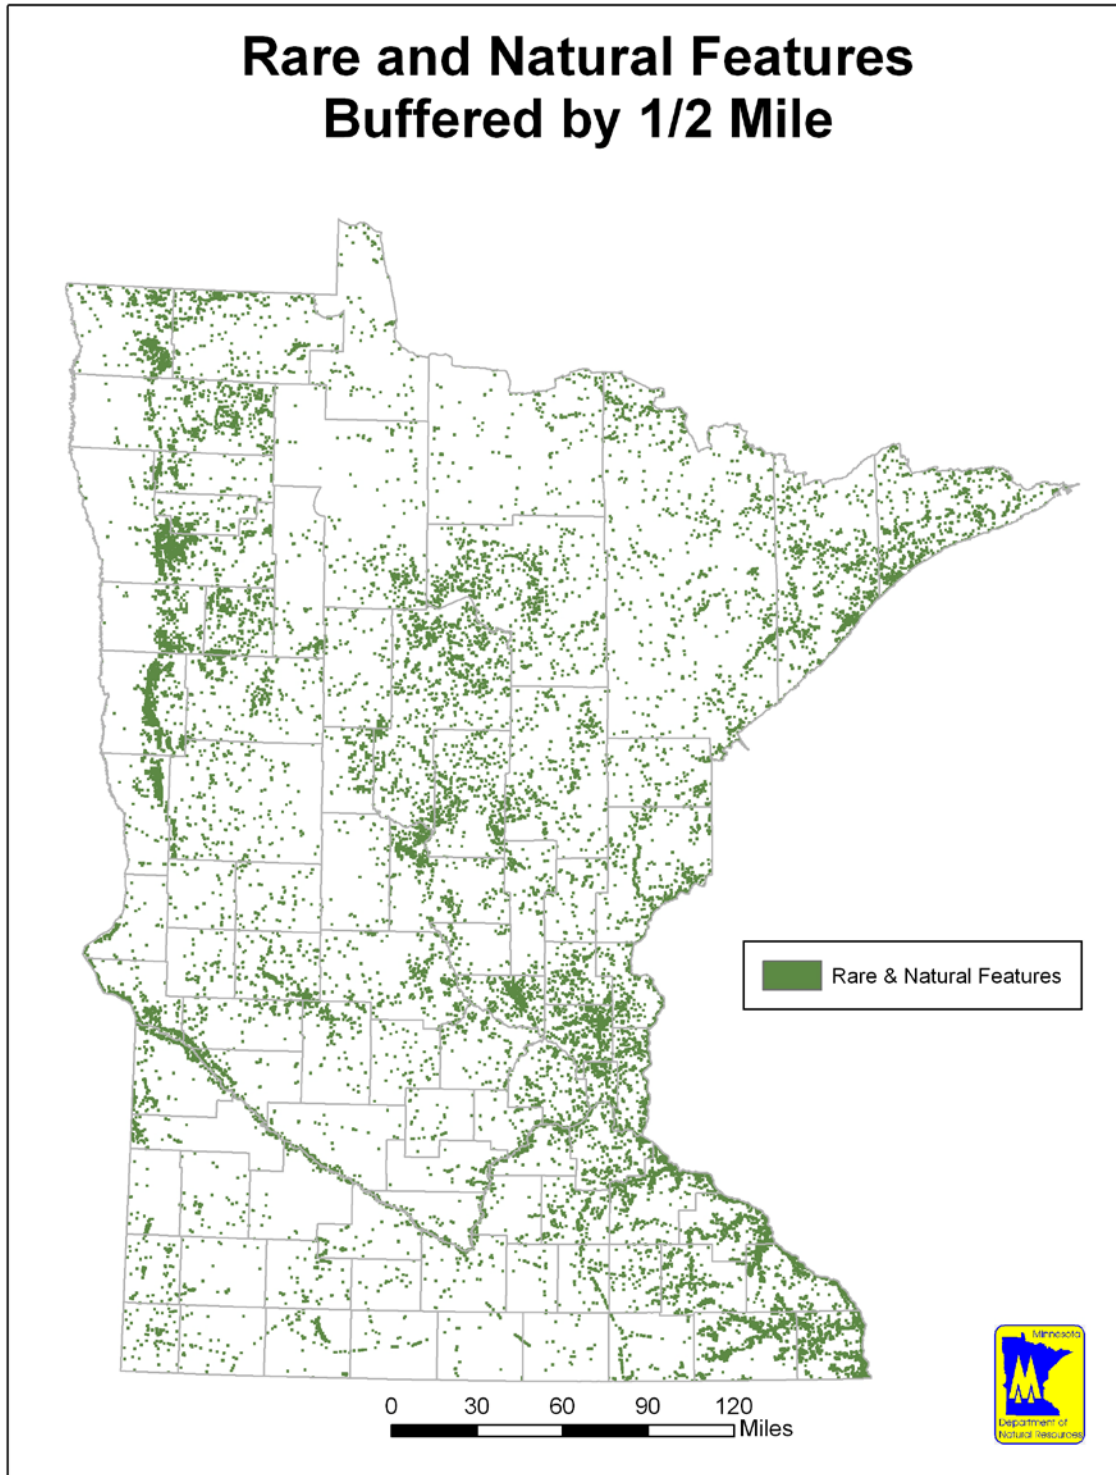 Rare and Natural Features
Buffered by 1/2 Mile
Rare & Natural Features
0 30 60 90 120
Miles
Minnesota
Department of
Natural Resources